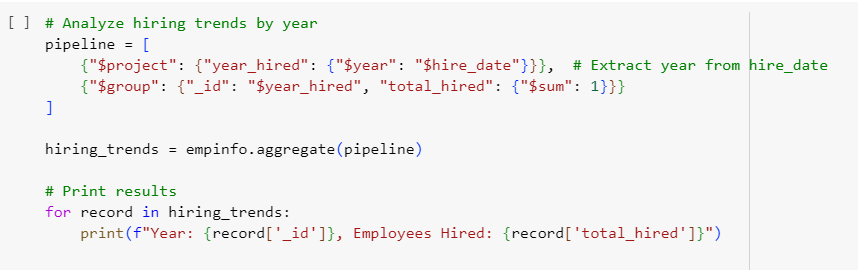 [ ] # Analyze hiring trends by year
pipeline = [
    {"$project": {"year_hired": {"$year": "$hire_date"}}},  # Extract year from hire_date
    {"$group": {"_id": "$year_hired", "total_hired": {"$sum": 1}}}
]
hiring_trends = empinfo.aggregate(pipeline)
# Print results
for record in hiring_trends:
    print(f"Year: {record['_id']}, Employees Hired: {record['total_hired']}")